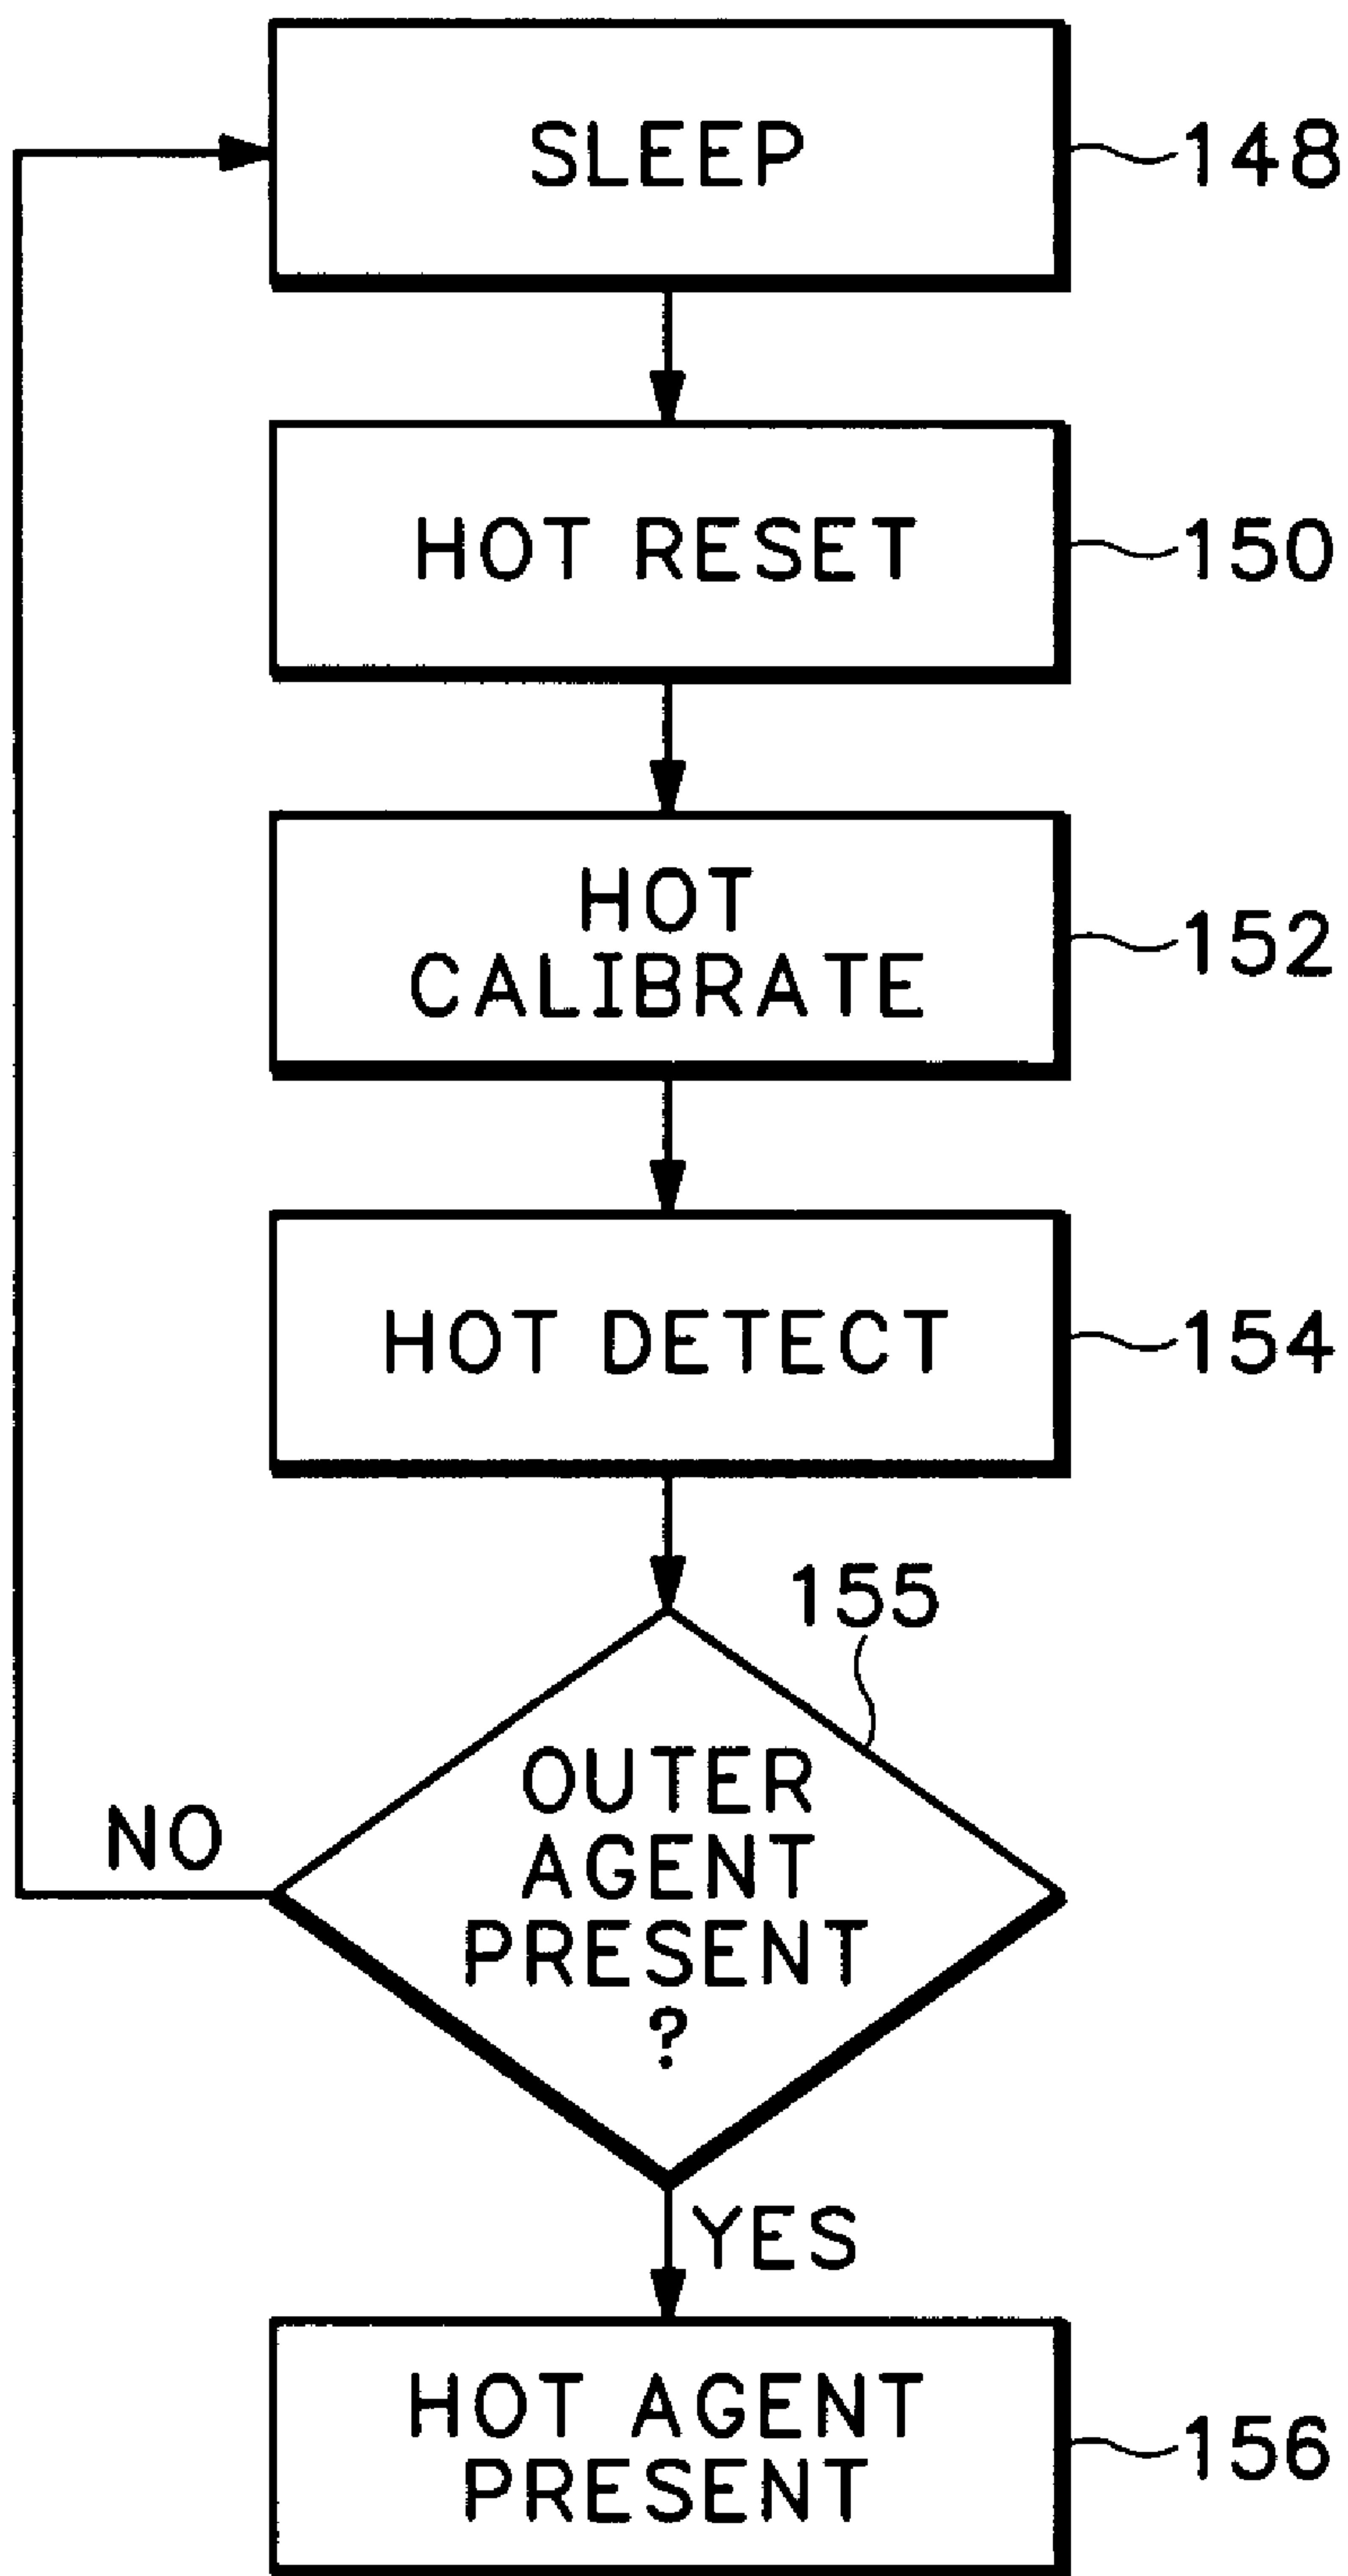 SLEEP
148
HOT RESET
150
HOT
CALIBRATE
152
HOT DETECT
154
155
OUTER
AGENT
PRESENT
?
NO
YES
HOT AGENT
PRESENT
156